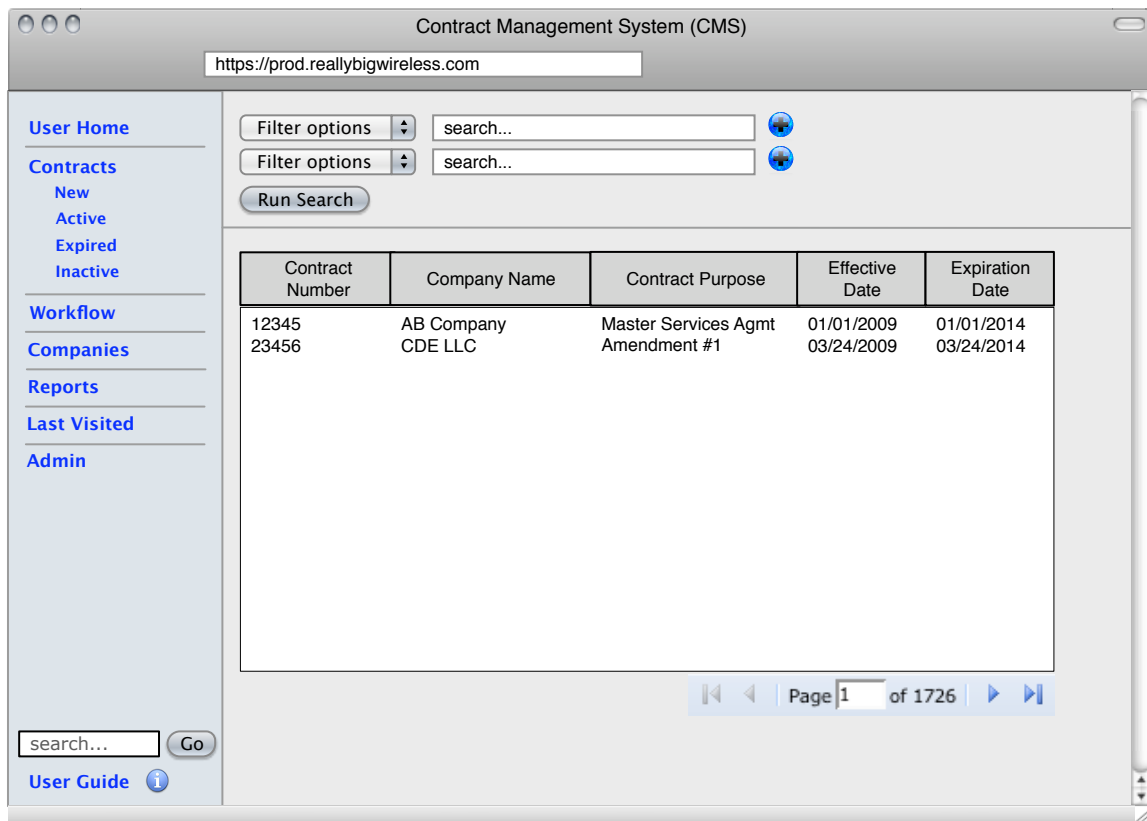 Contract Management System (CMS)
https://prod.reallybigwireless.com
User Home
Contracts
New
Active
Expired
Inactive
Workflow
Companies
Reports
Last Visited
Admin
search...
Go
User Guide
i
Filter options search...
Filter options search...
Run Search
Contract Number Company Name Contract Purpose Effective Date Expiration Date
12345 AB Company Master Services Agmt 01/01/2009 01/01/2014
23456 CDE LLC Amendment #1 03/24/2009 03/24/2014
Page 1 of 1726